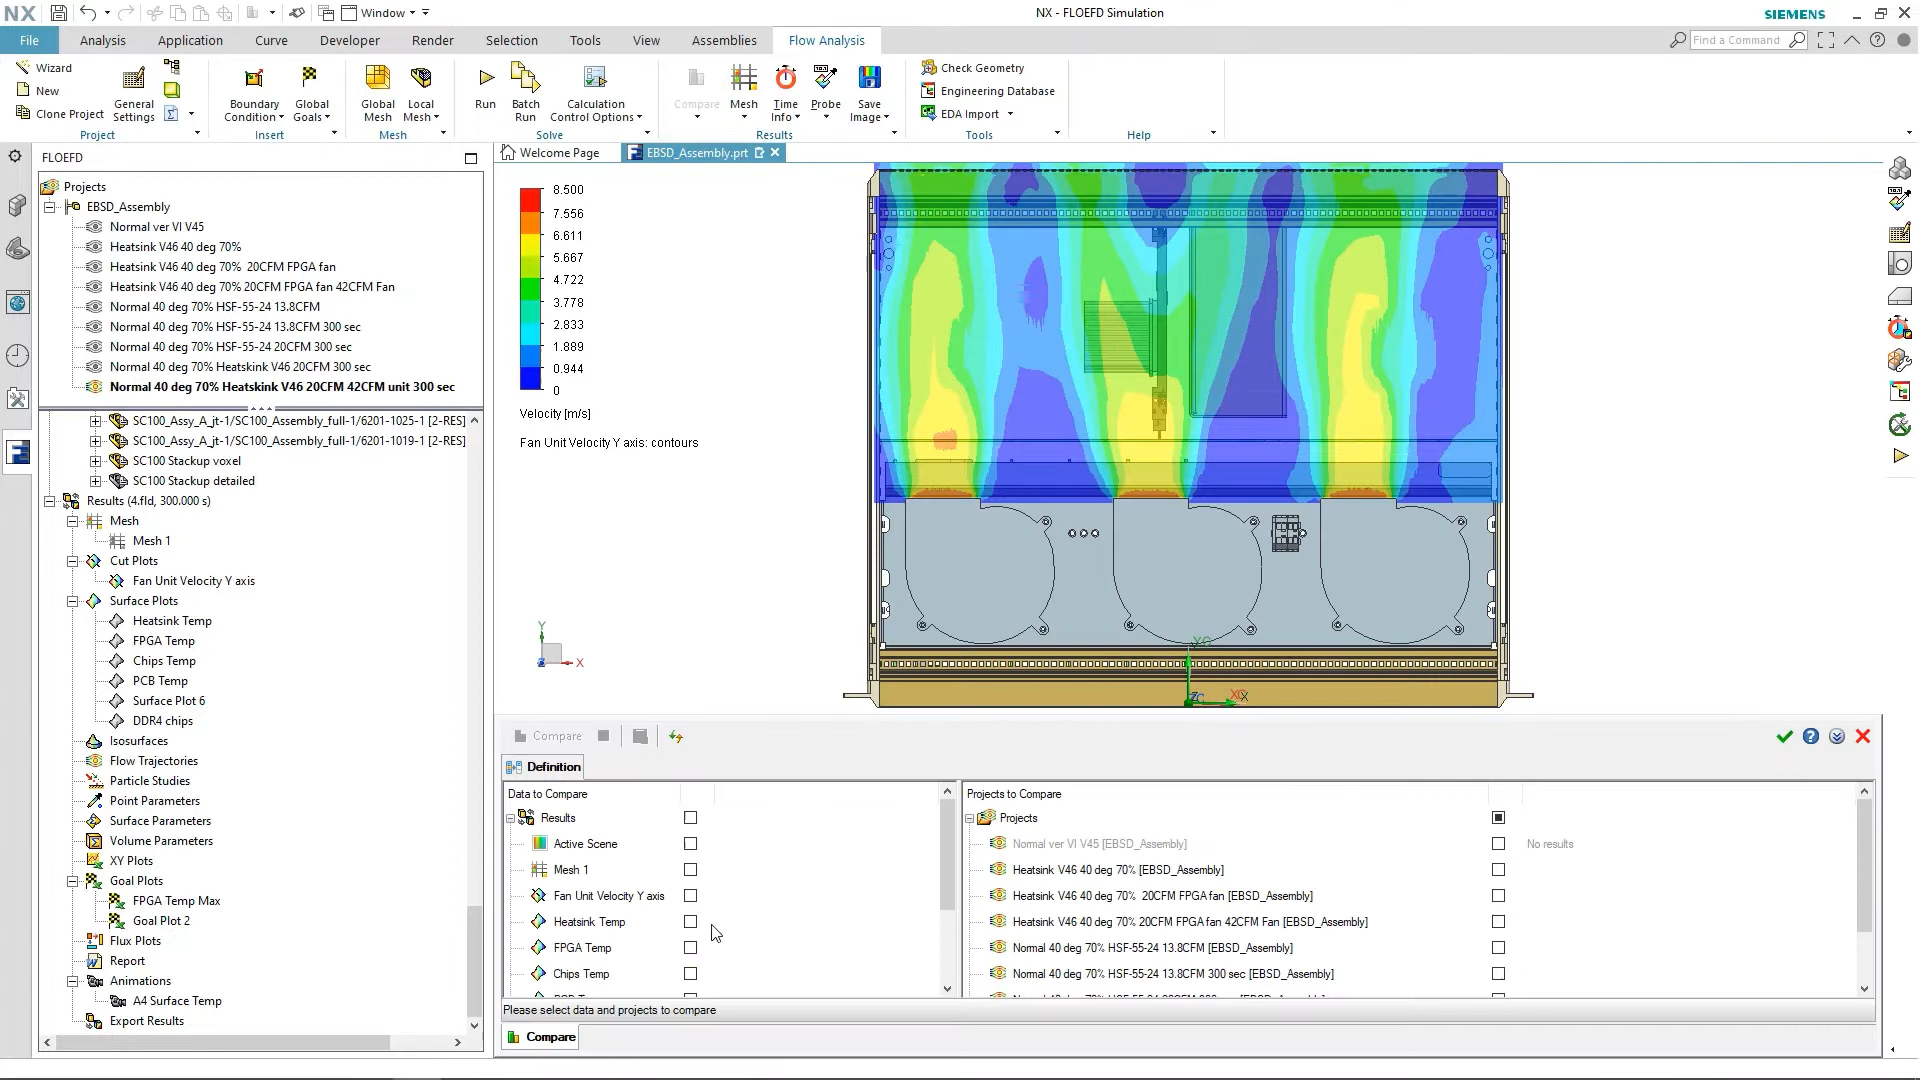 NX
Window
NX - FLOEFD Simulation
SIEMENS
File
Analysis
Application
Curve
Developer
Render
Selection
Tools
View
Assemblies
Flow Analysis
Find a Command
Wizard
New
Clone Project
General Settings
Project
Boundary Condition
Global Goals
Insert
Global Mesh
Local Mesh
Mesh
Run
Batch Run
Calculation Control Options
Solve
Compare
Mesh
Time Info
Probe
Save Image
Results
Check Geometry
Engineering Database
EDA Import
Tools
Help
FLOEFD
Welcome Page
EBSD_Assembly.prt
Projects
EBSD_Assembly
Normal ver VI V45
Heatsink V46 40 deg 70%
Heatsink V46 40 deg 70%  20CFM FPGA fan
Heatsink V46 40 deg 70% 20CFM FPGA fan 42CFM Fan
Normal 40 deg 70% HSF-55-24 13.8CFM
Normal 40 deg 70% HSF-55-24 13.8CFM 300 sec
Normal 40 deg 70% HSF-55-24 20CFM 300 sec
Normal 40 deg 70% Heatskink V46 20CFM 300 sec
Normal 40 deg 70% Heatskink V46 20CFM 42CFM unit 300 sec
SC100_Assy_A_jt-1/SC100_Assembly_full-1/6201-1025-1 [2-RES]
SC100_Assy_A_jt-1/SC100_Assembly_full-1/6201-1019-1 [2-RES]
SC100 Stackup voxel
SC100 Stackup detailed
Results (4.fld, 300.000 s)
Mesh
Mesh 1
Cut Plots
Fan Unit Velocity Y axis
Surface Plots
Heatsink Temp
FPGA Temp
Chips Temp
PCB Temp
Surface Plot 6
DDR4 chips
Isosurfaces
Flow Trajectories
Particle Studies
Point Parameters
Surface Parameters
Volume Parameters
XY Plots
Goal Plots
FPGA Temp Max
Goal Plot 2
Flux Plots
Report
Animations
A4 Surface Temp
Export Results
8.500
7.556
6.611
5.667
4.722
3.778
2.833
1.889
0.944
0
Velocity [m/s]
Fan Unit Velocity Y axis: contours
Y
X
Z
Compare
Definition
Data to Compare
Results
Active Scene
Mesh 1
Fan Unit Velocity Y axis
Heatsink Temp
FPGA Temp
Chips Temp
Projects to Compare
Projects
Normal ver VI V45 [EBSD_Assembly]
No results
Heatsink V46 40 deg 70% [EBSD_Assembly]
Heatsink V46 40 deg 70%  20CFM FPGA fan [EBSD_Assembly]
Heatsink V46 40 deg 70% 20CFM FPGA fan 42CFM Fan [EBSD_Assembly]
Normal 40 deg 70% HSF-55-24 13.8CFM [EBSD_Assembly]
Normal 40 deg 70% HSF-55-24 13.8CFM 300 sec [EBSD_Assembly]
Please select data and projects to compare
Compare